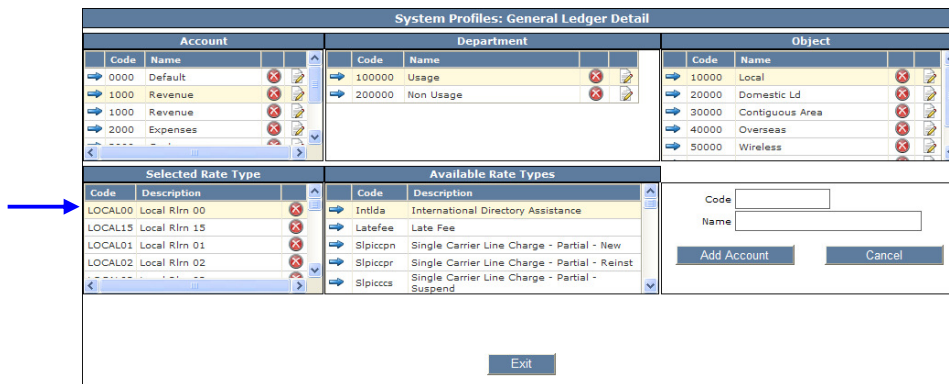 System Profiles: General Ledger Detail
Account
Code Name
0000 Default
1000 Revenue
1000 Revenue
2000 Expenses
Department
Code Name
100000 Usage
200000 Non Usage
Object
Code Name
10000 Local
20000 Domestic Ld
30000 Contiguous Area
40000 Overseas
50000 Wireless
Selected Rate Type
Code Description
LOCAL00 Local Rlrn 00
LOCAL15 Local Rlrn 15
LOCAL01 Local Rlrn 01
LOCAL02 Local Rlrn 02
Available Rate Types
Code Description
Intlda International Directory Assistance
Latefee Late Fee
Slpiccpn Single Carrier Line Charge - Partial - New
Slpiccpr Single Carrier Line Charge - Partial - Reinst
Slpicccs Single Carrier Line Charge - Partial -
Suspend
Code
Name
Add Account Cancel
Exit